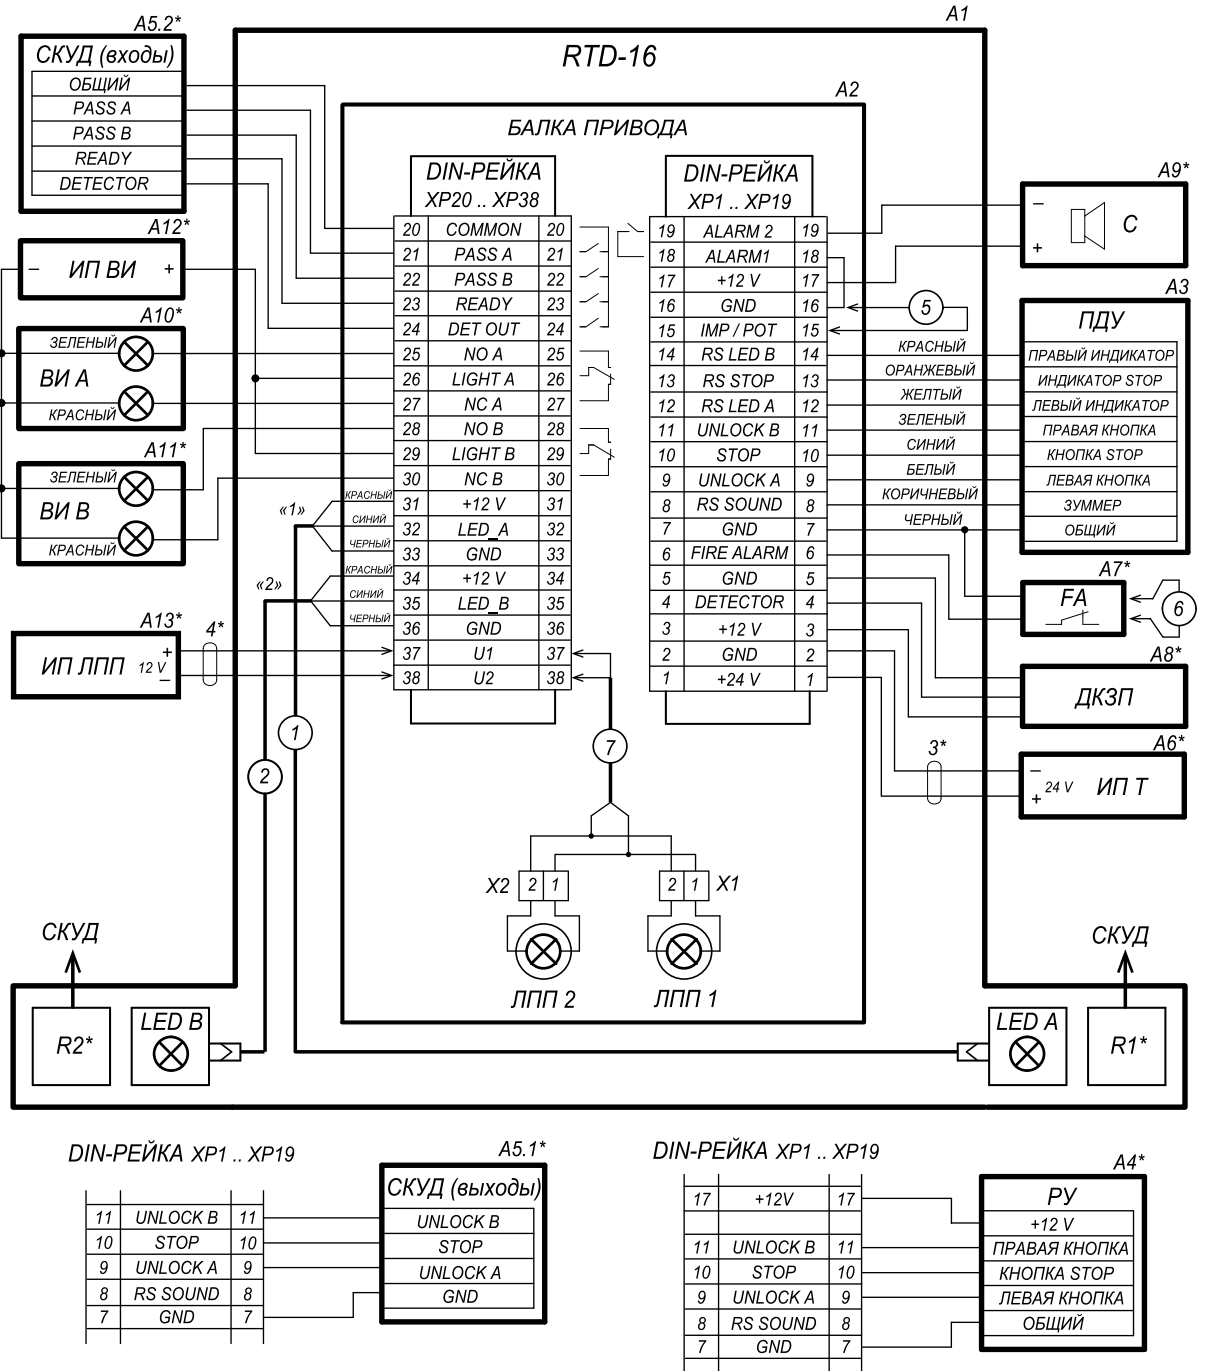 A5.2*
СКУД (входы)
ОБЩИЙ
PASS A
PASS B
READY
DETECTOR
A12*
− ИП ВИ +
A10*
ЗЕЛЕНЫЙ
ВИ А
КРАСНЫЙ
A11*
ЗЕЛЕНЫЙ
ВИ В
КРАСНЫЙ
A13*
ИП ЛПП 12 V + −
4*
A1
RTD-16
A2
БАЛКА ПРИВОДА
DIN-РЕЙКА
XP20 .. XP38
20 COMMON 20
21 PASS A 21
22 PASS B 22
23 READY 23
24 DET OUT 24
25 NO A 25
26 LIGHT A 26
27 NC A 27
28 NO B 28
29 LIGHT B 29
30 NC B 30
31 +12 V 31
32 LED_A 32
33 GND 33
34 +12 V 34
35 LED_B 35
36 GND 36
37 U1 37
38 U2 38
«1»
КРАСНЫЙ
СИНИЙ
ЧЕРНЫЙ
«2»
КРАСНЫЙ
СИНИЙ
ЧЕРНЫЙ
1
2
DIN-РЕЙКА
XP1 .. XP19
19 ALARM 2 19
18 ALARM1 18
17 +12 V 17
16 GND 16
15 IMP / POT 15
14 RS LED B 14
13 RS STOP 13
12 RS LED A 12
11 UNLOCK B 11
10 STOP 10
9 UNLOCK A 9
8 RS SOUND 8
7 GND 7
6 FIRE ALARM 6
5 GND 5
4 DETECTOR 4
3 +12 V 3
2 GND 2
1 +24 V 1
5
КРАСНЫЙ
ОРАНЖЕВЫЙ
ЖЕЛТЫЙ
ЗЕЛЕНЫЙ
СИНИЙ
БЕЛЫЙ
КОРИЧНЕВЫЙ
ЧЕРНЫЙ
A9*
−
+
С
A3
ПДУ
ПРАВЫЙ ИНДИКАТОР
ИНДИКАТОР STOP
ЛЕВЫЙ ИНДИКАТОР
ПРАВАЯ КНОПКА
КНОПКА STOP
ЛЕВАЯ КНОПКА
ЗУММЕР
ОБЩИЙ
A7*
FA
6
A8*
ДКЗП
3*
A6*
−
24 V ИП Т
+
7
X2 2 1
2 1 X1
ЛПП 2
ЛПП 1
СКУД
R2*
LED B
LED A
СКУД
R1*
DIN-РЕЙКА XP1 .. XP19
11 UNLOCK B 11
10 STOP 10
9 UNLOCK A 9
8 RS SOUND 8
7 GND 7
A5.1*
СКУД (выходы)
UNLOCK B
STOP
UNLOCK A
GND
DIN-РЕЙКА XP1 .. XP19
17 +12V 17
11 UNLOCK B 11
10 STOP 10
9 UNLOCK A 9
8 RS SOUND 8
7 GND 7
A4*
РУ
+12 V
ПРАВАЯ КНОПКА
КНОПКА STOP
ЛЕВАЯ КНОПКА
ОБЩИЙ